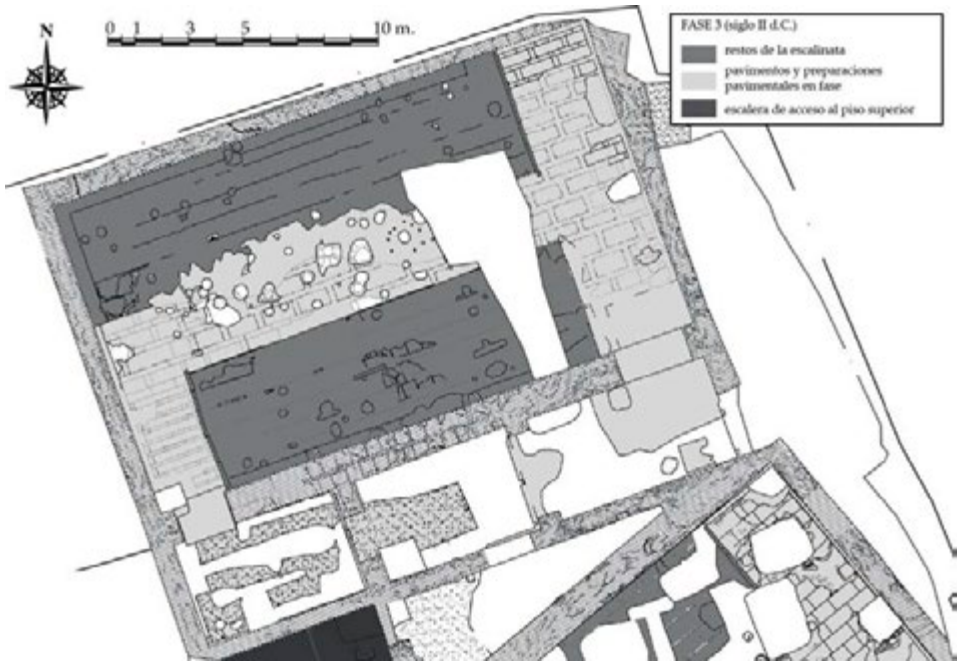 N
0 1 3 5 10 m.
FASE 3 (siglo II d.C.)
restos de la escalinata
pavimentos y preparaciones
pavimentales en fase
escalera de acceso al piso superior